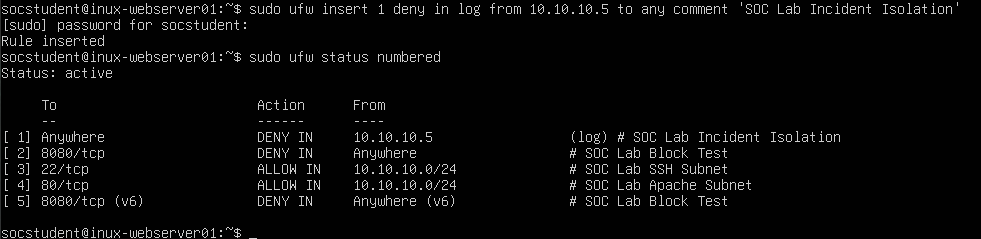 socstudent@inux-webserver01:~$ sudo ufw insert 1 deny in log from 10.10.10.5 to any comment 'SOC Lab Incident Isolation'
[sudo] password for socstudent:
Rule inserted
socstudent@inux-webserver01:~$ sudo ufw status numbered
Status: active
To Action From
-- ------ ----
[ 1] Anywhere DENY IN 10.10.10.5 (log) # SOC Lab Incident Isolation
[ 2] 8080/tcp DENY IN Anywhere # SOC Lab Block Test
[ 3] 22/tcp ALLOW IN 10.10.10.0/24 # SOC Lab SSH Subnet
[ 4] 80/tcp ALLOW IN 10.10.10.0/24 # SOC Lab Apache Subnet
[ 5] 8080/tcp (v6) DENY IN Anywhere (v6) # SOC Lab Block Test
socstudent@inux-webserver01:~$ _